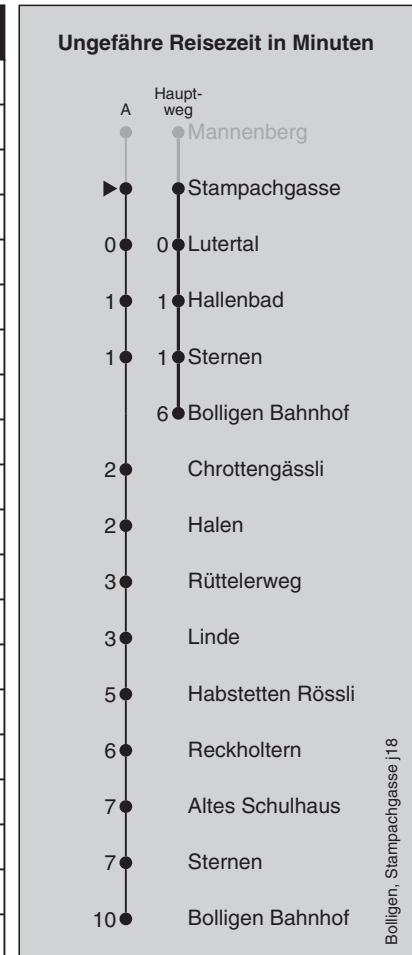 Ungefähre Reisezeit in Minuten
A Haupt-
weg
Mannenberg
Stampachgasse
0 0 Lutertal
1 1 Hallenbad
1 1 Sternen
6 Bolligen Bahnhof
2 Chrottengässli
2 Halen
3 Rüttelerweg
3 Linde
5 Habstetten Rössli
6 Reckholtern
7 Altes Schulhaus
7 Sternen
10 Bolligen Bahnhof
Bolligen, Stampachgasse j18